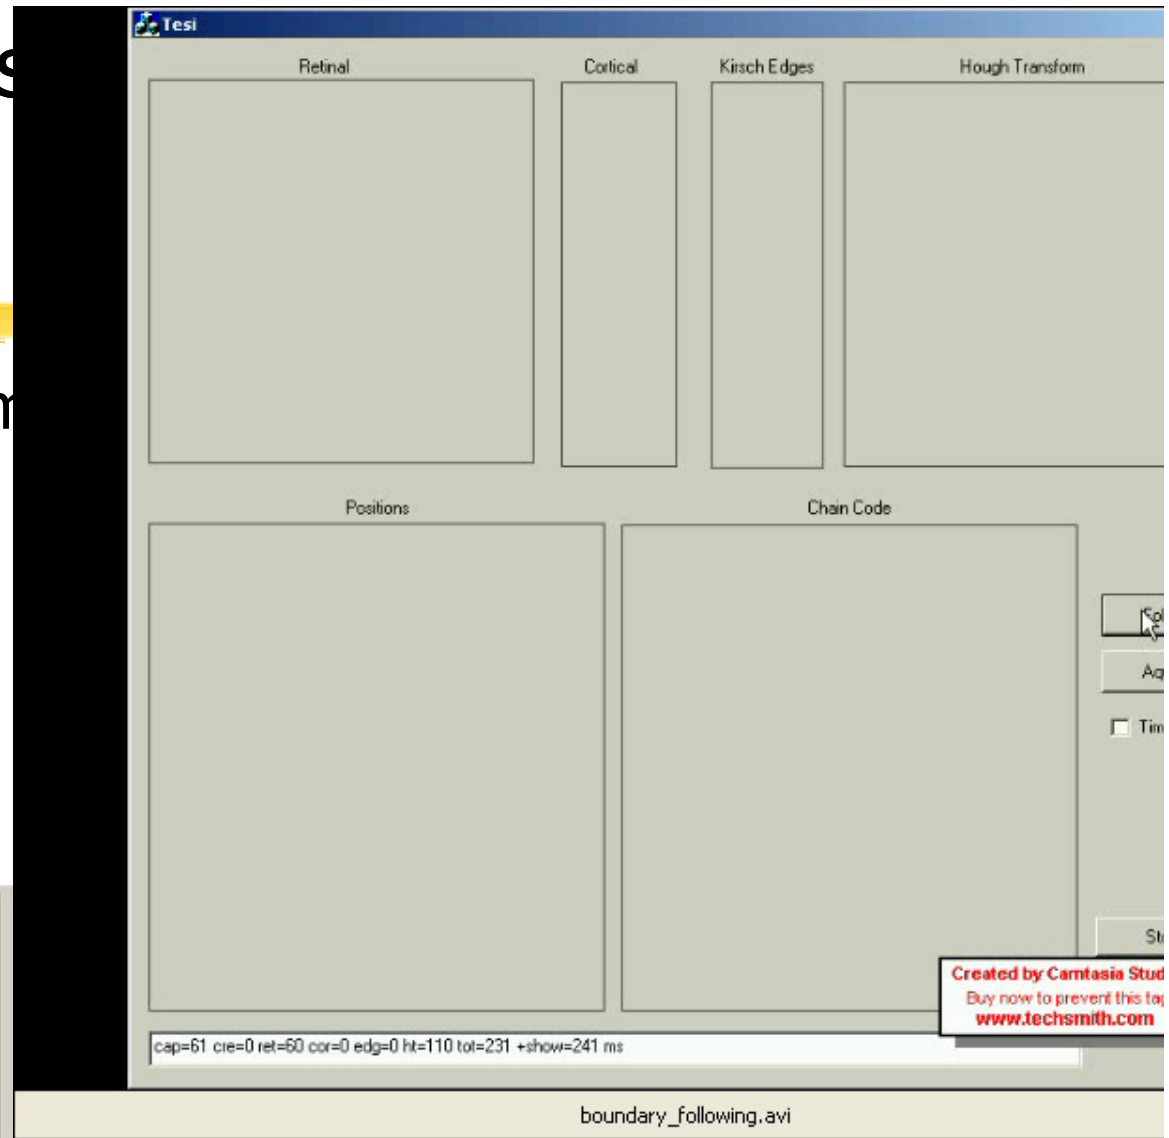 Tesi
Retinal Cortical Kirsch Edges Hough Transform
Positions Chain Code
Created by Camtasia Stud
Buy now to prevent this tag
www.techsmith.com
cap=61 cre=0 ret=60 cor=0 edg=0 ht=110 tot=231 +show=241 ms
boundary_following.avi